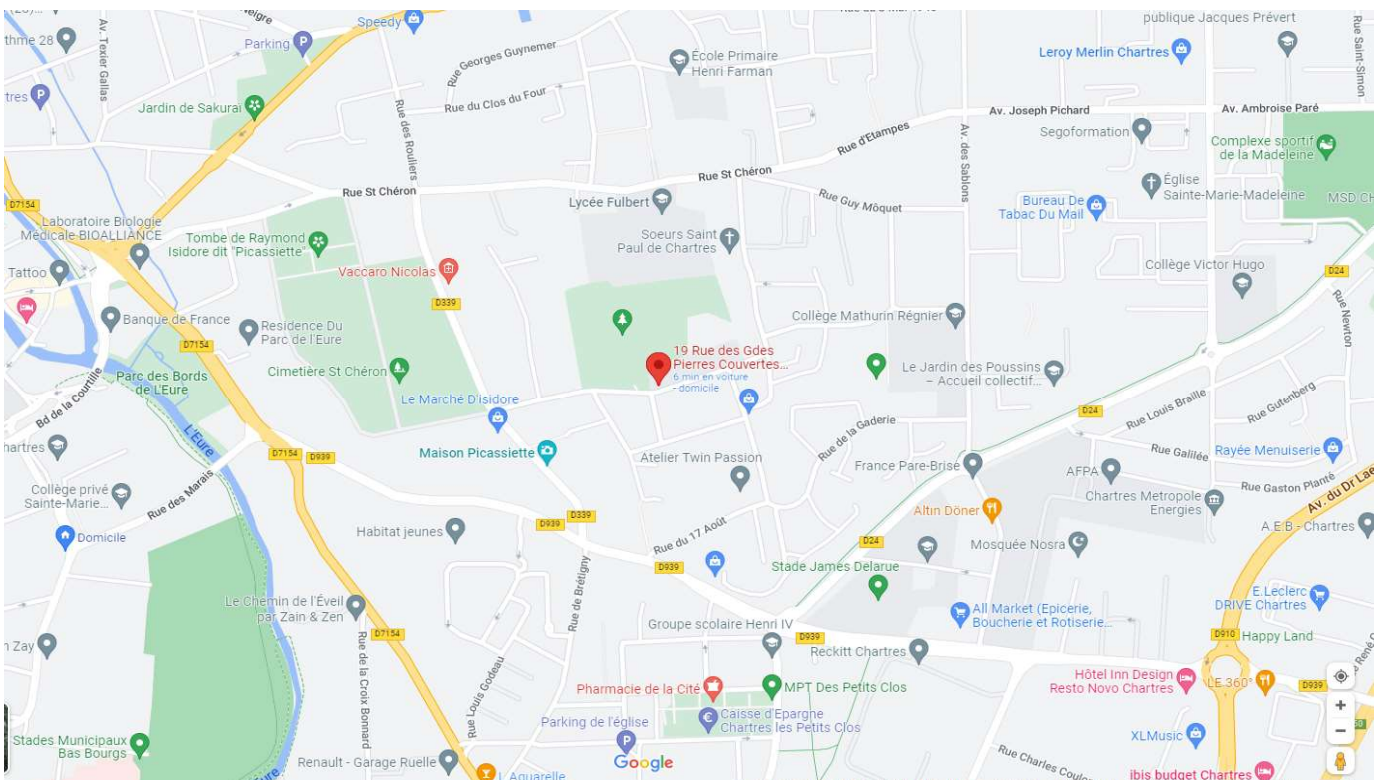 Neigre
Speedy
publique Jacques Prévert
thme 28
Av. Texier Gallas
Parking
Rue Georges Guynemer
École Primaire
Henri Farman
Leroy Merlin Chartres
Rue Saint-Simon
tres
Jardin de Sakurai
Rue du Clos du Four
Rue des Rouliers
Av. Joseph Pichard
Av. Ambroise Paré
Rue d'Etampes
Av. des Sablons
Segoformation
Complexe sportif
de la Madeleine
Rue St Chéron
Rue St Chéron
Église
Sainte-Marie-Madeleine
MSD CH
D7154
Lycée Fulbert
Rue Guy Môquet
Bureau De
Tabac Du Mail
Laboratoire Biologie
Médicale BIOALLIANCE
Tombe de Raymond
Isidore dit "Picassiette"
Soeurs Saint
Paul de Chartres
Tattoo
Vaccaro Nicolas
Collège Victor Hugo
D24
D339
Rue Newton
Banque de France
Residence Du
Parc de l'Eure
Collège Mathurin Régnier
D7154
19 Rue des Gdes
Pierres Couvertes...
6 min en voiture
- domicile
Parc des Bords
de L'Eure
Cimetière St Chéron
Le Jardin des Poussins
– Accueil collectif...
Bd de la Courtille
Le Marché D'isidore
D24
Rue Louis Braille
Rue Gutenberg
L'Eure
Rue de la Gaderie
hartres
D7154
D939
Maison Picassiette
Atelier Twin Passion
France Pare-Brise
AFPA
Rue Galilée
Rayée Menuiserie
Collège privé
Sainte-Marie...
Rue des Marais
Chartres Metropole
Energies
Rue Gaston Planté
Av. du Dr Lae
Altin Döner
D939
D339
Domicile
Habitat jeunes
Rue du 17 Août
D24
Mosquée Nosra
A.E.B - Chartres
D939
Stade James Delarue
Rue de Brétigny
Le Chemin de l'Éveil
par Zain & Zen
All Market (Epicerie,
Boucherie et Rotiserie...
E.Leclerc
DRIVE Chartres
Groupe scolaire Henri IV
D7154
D939
D910
Happy Land
n Zay
Reckitt Chartres
Rue de la Croix Bonnard
Rue Louis Godeau
Hôtel Inn Design
Resto Novo Chartres
LE 360°
D939
Pharmacie de la Cité
MPT Des Petits Clos
Parking de l'église
Caisse d'Epargne
Chartres les Petits Clos
Stades Municipaux
Bas Bourgs
XLMusic
Renault - Garage Ruelle
Google
L'Aquarelle
ibis budget Chartres